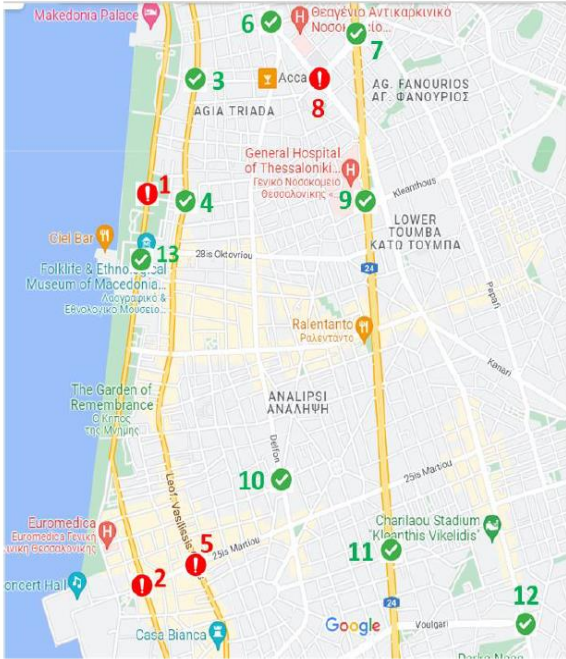 Makedonia Palace
6
Θεαγένιο Αντικαρκινικό
Νοσοκομείο...
7
3
Acca
8
AG. FANOURIOS
ΑΓ. ΦΑΝΟΥΡΙΟΣ
AGIA TRIADA
General Hospital
of Thessaloniki...
Γενικό Νοσοκομείο
Θεσσαλονίκης «...
1
4
9
Kleanthous
LOWER
TOUMBA
ΚΑΤΩ ΤΟΥΜΠΑ
Ciel Bar
13
28is Oktovriou
24
Folklife & Ethnological
Museum of Macedonia...
Λαογραφικό &
Εθνολογικό Μουσείο...
Papafi
Ralentanto
Ραλεντάντο
Kanari
The Garden of
Remembrance
Ο Κήπος
της Μνήμης
ANALIPSI
ΑΝΑΛΗΨΗ
Delfon
10
25is Martiou
Leof. Vasilissis
Euromedica
Euromedica Γενική
Κλινική Θεσσαλονίκης
5
25is Martiou
11
Charilaou Stadium
"Kleanthis Vikelidis"
2
Concert Hall
24
12
Google
Voulgari
Casa Bianca